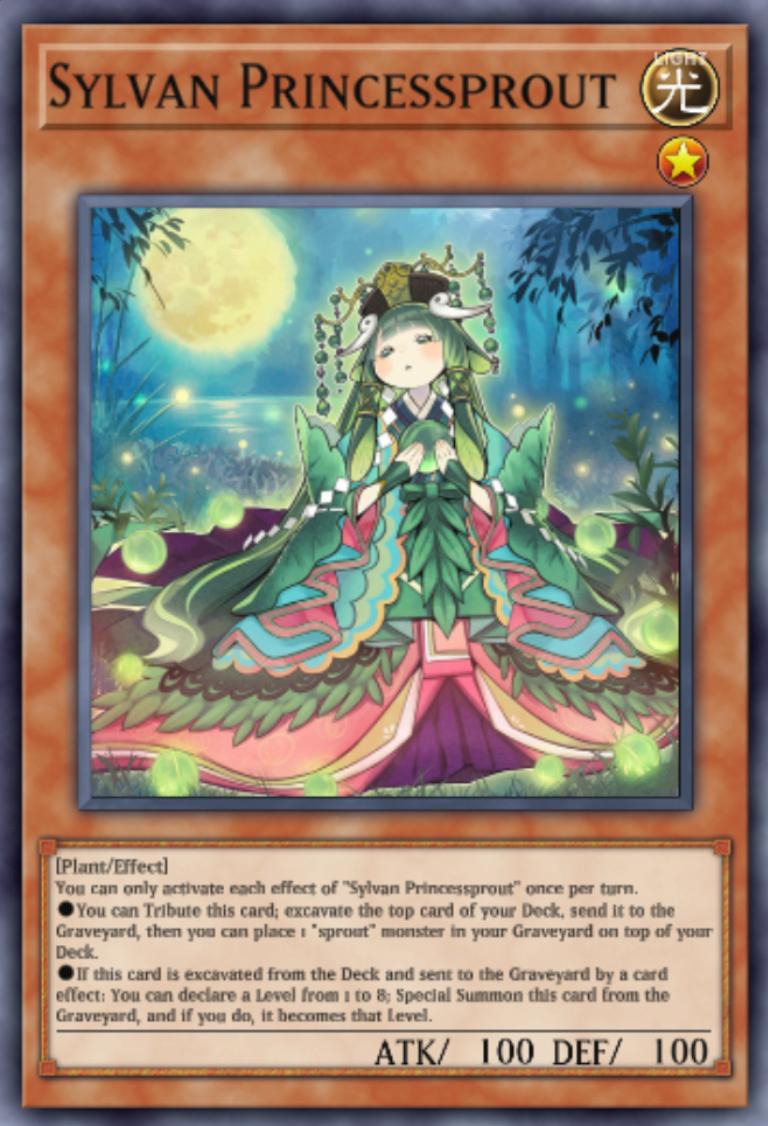 SYLVAN PRINCESSPROUT
LIGHT
光
[Plant/Effect]
You can only activate each effect of "Sylvan Princessprout" once per turn.
●You can Tribute this card; excavate the top card of your Deck, send it to the
Graveyard, then you can place 1 "sprout" monster in your Graveyard on top of your
Deck.
●If this card is excavated from the Deck and sent to the Graveyard by a card
effect: You can declare a Level from 1 to 8; Special Summon this card from the
Graveyard, and if you do, it becomes that Level.
ATK/ 100 DEF/ 100